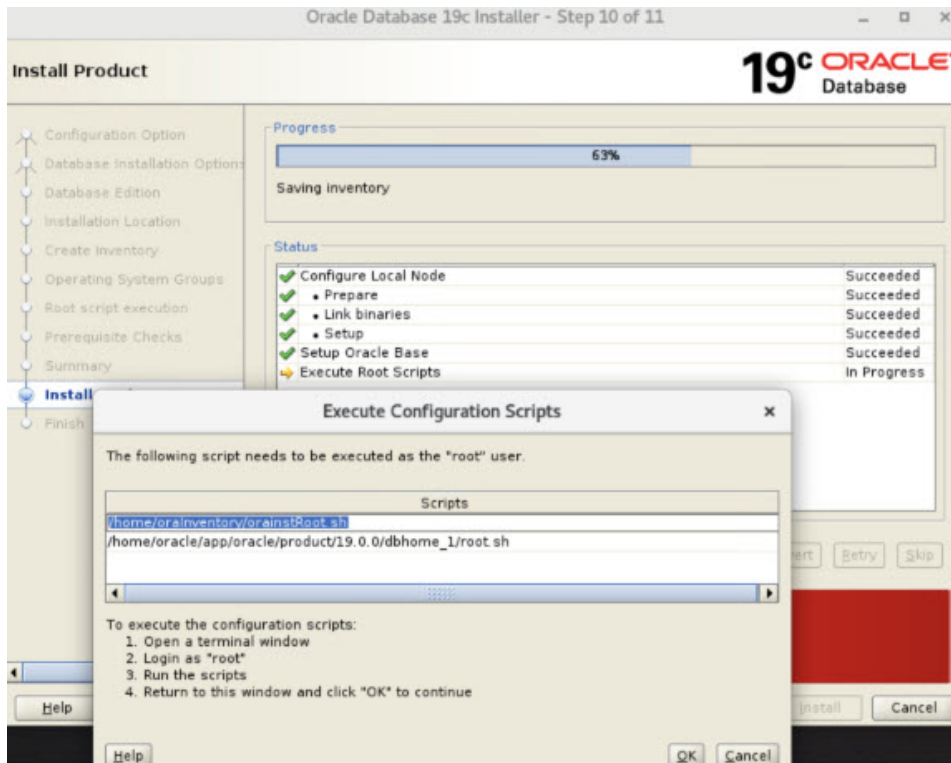 Oracle Database 19c Installer - Step 10 of 11
Install Product
19c ORACLE
Database
Configuration Option
Database Installation Options
Database Edition
Installation Location
Create Inventory
Operating System Groups
Root script execution
Prerequisite Checks
Summary
Install
Finish
Progress
63%
Saving inventory
Status
Configure Local Node Succeeded
• Prepare Succeeded
• Link binaries Succeeded
• Setup Succeeded
Setup Oracle Base Succeeded
Execute Root Scripts In Progress
Execute Configuration Scripts
The following script needs to be executed as the "root" user.
Scripts
/home/oraInventory/orainstRoot.sh
/home/oracle/app/oracle/product/19.0.0/dbhome_1/root.sh
To execute the configuration scripts:
1. Open a terminal window
2. Login as "root"
3. Run the scripts
4. Return to this window and click "OK" to continue
Help OK Cancel
Retry Skip
Help Install Cancel